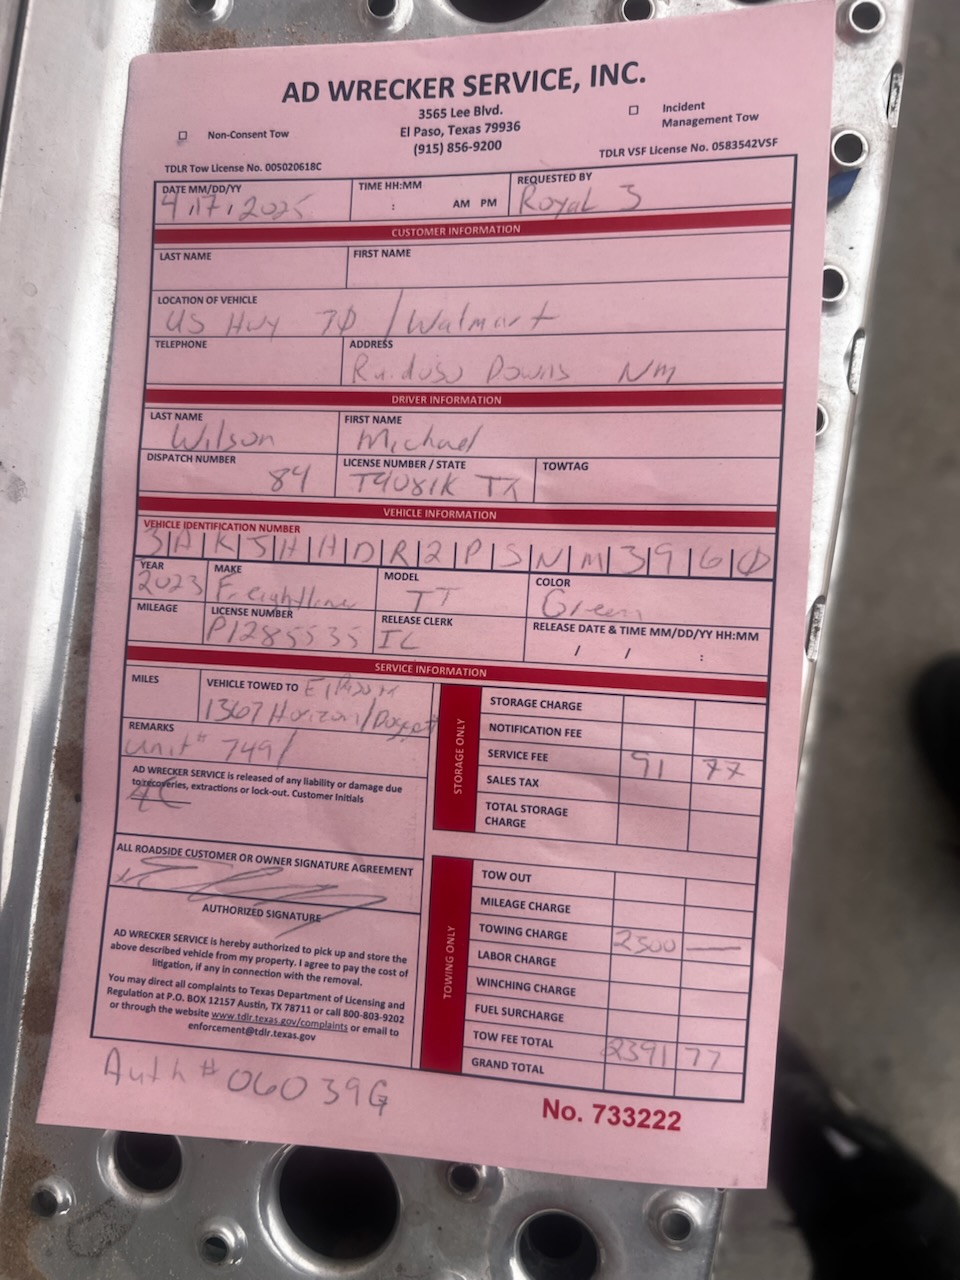 AD WRECKER SERVICE, INC.
3565 Lee Blvd.
El Paso, Texas 79936
(915) 856-9200
☐ Non-Consent Tow
☐ Incident Management Tow
TDLR Tow License No. 005020618C
TDLR VSF License No. 0583542VSF
DATE MM/DD/YY 4/17/2025
TIME HH:MM : AM PM
REQUESTED BY Royal 3
CUSTOMER INFORMATION
LAST NAME
FIRST NAME
LOCATION OF VEHICLE
US Hwy 70 / Walmart
TELEPHONE
ADDRESS
Ruidoso Downs NM
DRIVER INFORMATION
LAST NAME Wilson
FIRST NAME Michael
DISPATCH NUMBER 84
LICENSE NUMBER / STATE T4081K TX
TOWTAG
VEHICLE INFORMATION
VEHICLE IDENTIFICATION NUMBER
3|A|K|J|H|H|D|R|2|P|S|N|M|3|9|6|0
YEAR 2023
MAKE Freightliner
MODEL TT
COLOR Green
MILEAGE
LICENSE NUMBER P1285535
RELEASE CLERK IL
RELEASE DATE & TIME MM/DD/YY HH:MM
/ / :
SERVICE INFORMATION
MILES
VEHICLE TOWED TO
1367 Horizon/
REMARKS
unit# 7491
AD WRECKER SERVICE is released of any liability or damage due
to recoveries, extractions or lock-out. Customer Initials
ALL ROADSIDE CUSTOMER OR OWNER SIGNATURE AGREEMENT
AUTHORIZED SIGNATURE
AD WRECKER SERVICE is hereby authorized to pick up and store the
above described vehicle from my property. I agree to pay the cost of
litigation, if any in connection with the removal.
You may direct all complaints to Texas Department of Licensing and
Regulation at P.O. BOX 12157 Austin, TX 78711 or call 800-803-9202
or through the website www.tdlr.texas.gov/complaints or email to
enforcement@tdlr.texas.gov
STORAGE ONLY
STORAGE CHARGE
NOTIFICATION FEE
SERVICE FEE 91 77
SALES TAX
TOTAL STORAGE
CHARGE
TOWING ONLY
TOW OUT
MILEAGE CHARGE
TOWING CHARGE 2300 —
LABOR CHARGE
WINCHING CHARGE
FUEL SURCHARGE
TOW FEE TOTAL 2391 77
GRAND TOTAL
Auth # 06039G
No. 733222